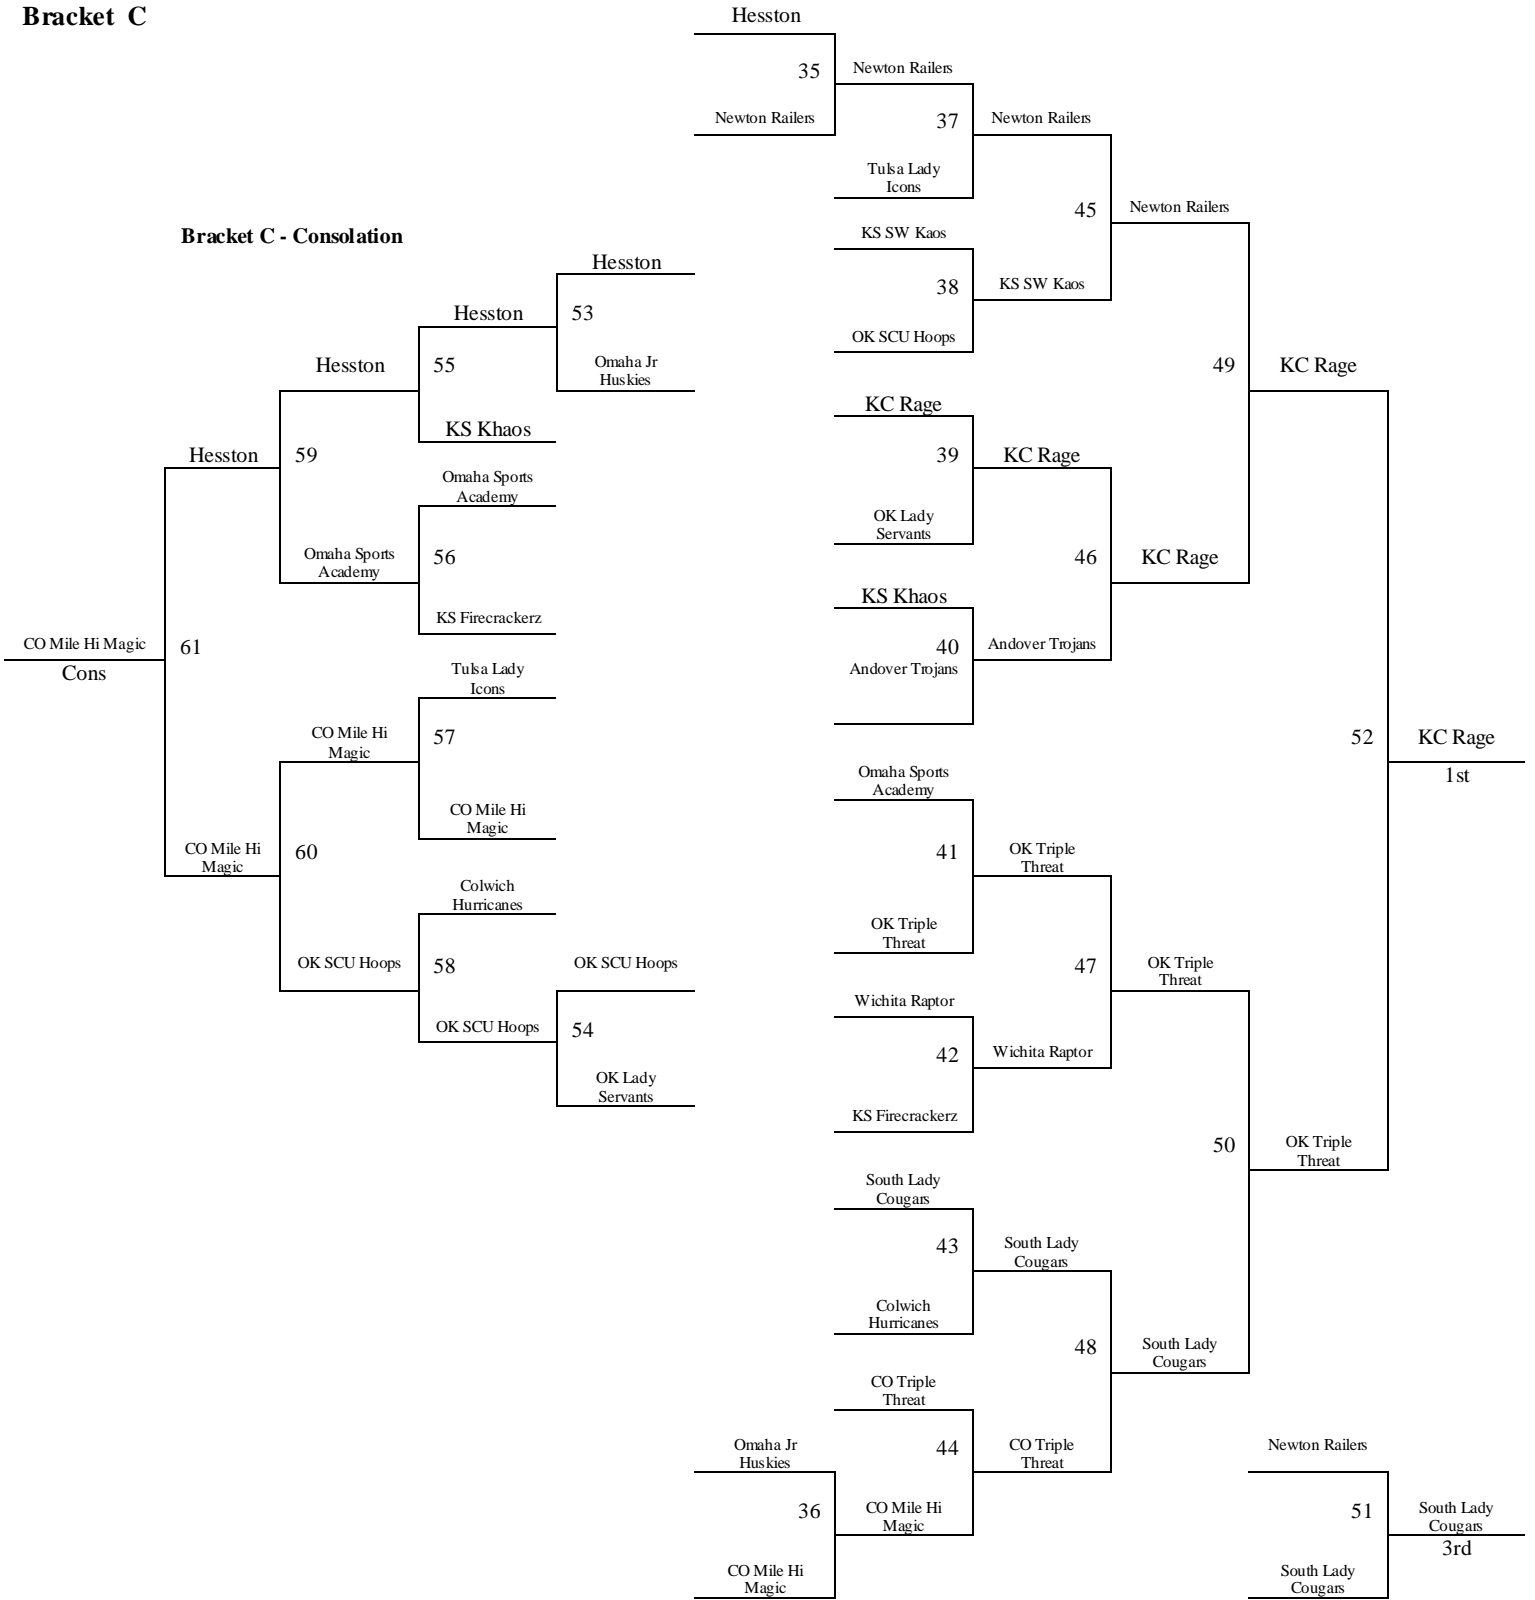 Bracket C
Hesston
35
Newton Railers
Newton Railers
37
Newton Railers
Tulsa Lady
Icons
45
Newton Railers
KS SW Kaos
38
KS SW Kaos
OK SCU Hoops
49
KC Rage
KC Rage
39
KC Rage
OK Lady
Servants
46
KC Rage
KS Khaos
40
Andover Trojans
Andover Trojans
52
KC Rage
1st
Omaha Sports
Academy
41
OK Triple
Threat
OK Triple
Threat
47
OK Triple
Threat
Wichita Raptor
42
Wichita Raptor
KS Firecrackerz
50
OK Triple
Threat
South Lady
Cougars
43
South Lady
Cougars
Colwich
Hurricanes
48
South Lady
Cougars
CO Triple
Threat
44
CO Triple
Threat
Omaha Jr
Huskies
36
CO Mile Hi
Magic
CO Mile Hi
Magic
Newton Railers
51
South Lady
Cougars
3rd
South Lady
Cougars
Bracket C - Consolation
Hesston
53
Hesston
Omaha Jr
Huskies
55
Hesston
KS Khaos
59
Hesston
Omaha Sports
Academy
56
Omaha Sports
Academy
KS Firecrackerz
61
CO Mile Hi Magic
Cons
Tulsa Lady
Icons
57
CO Mile Hi
Magic
CO Mile Hi
Magic
60
CO Mile Hi
Magic
Colwich
Hurricanes
58
OK SCU Hoops
OK SCU Hoops
54
OK SCU Hoops
OK Lady
Servants